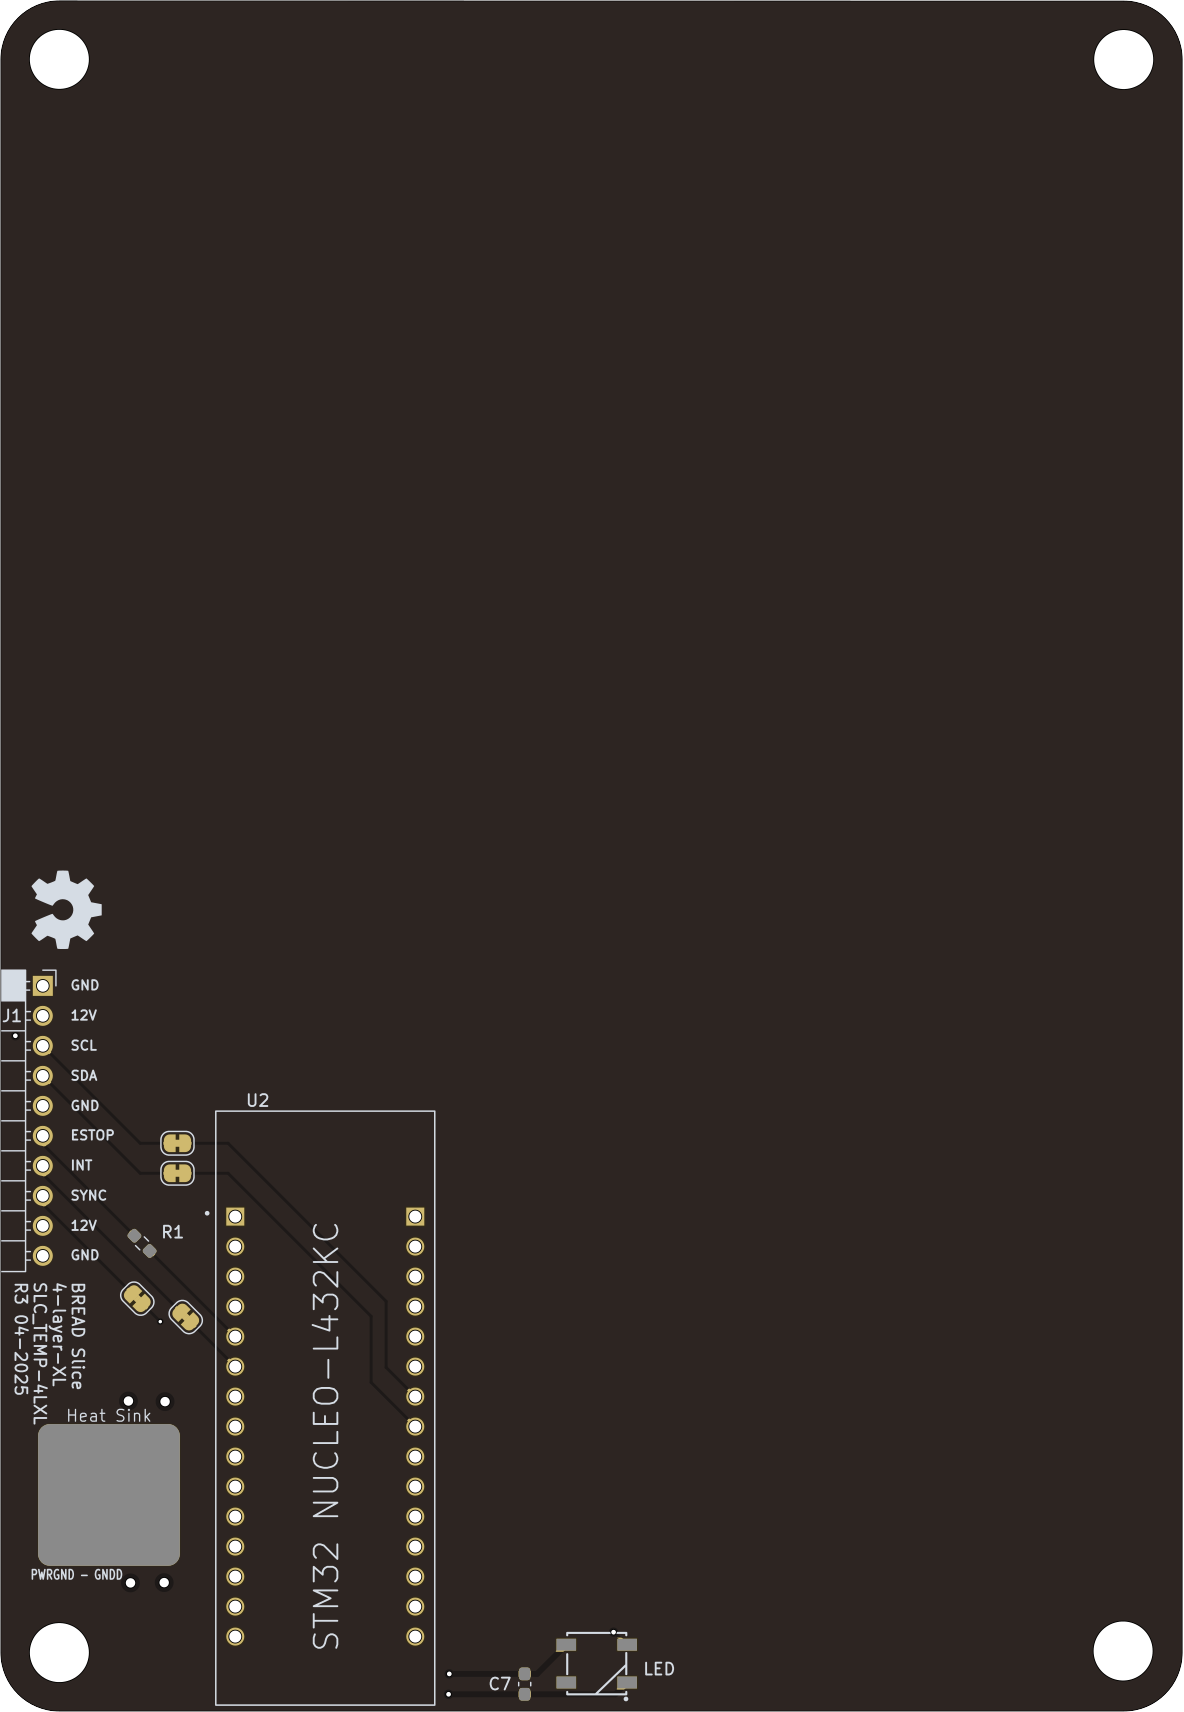 GND
J1
12V
SCL
SDA
GND
ESTOP
INT
SYNC
12V
GND
U2
R1
BREAD Slice
4-layer-XL
SLC_TEMP-4LXL
R3 04-2025
Heat Sink
PWRGND - GNDD
STM32 NUCLEO-L432KC
C7
LED